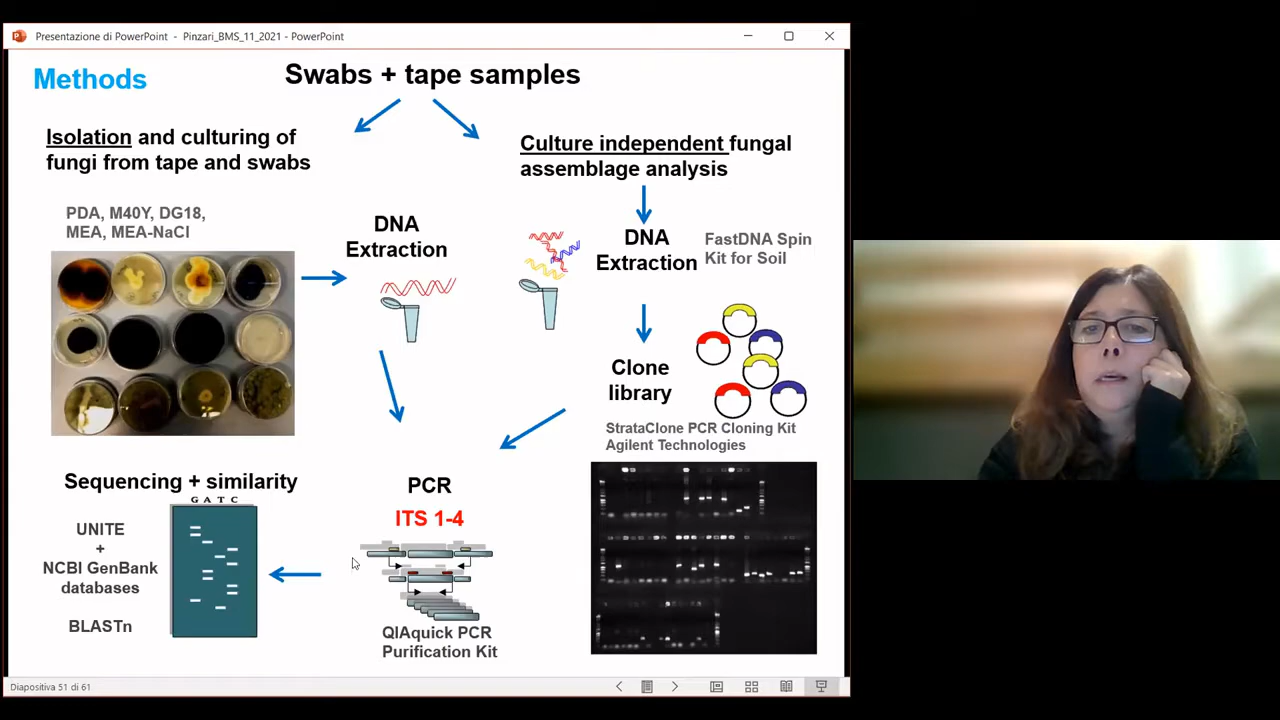 Presentazione di PowerPoint - Pinzari_BMS_11_2021 - PowerPoint
Methods
Swabs + tape samples
Isolation and culturing of
fungi from tape and swabs
PDA, M40Y, DG18,
MEA, MEA-NaCl
DNA
Extraction
Culture independent fungal
assemblage analysis
DNA
Extraction
FastDNA Spin
Kit for Soil
Clone
library
StrataClone PCR Cloning Kit
Agilent Technologies
PCR
ITS 1-4
QIAquick PCR
Purification Kit
Sequencing + similarity
G A T C
UNITE
+
NCBI GenBank
databases
BLASTn
Diapositiva 51 di 61